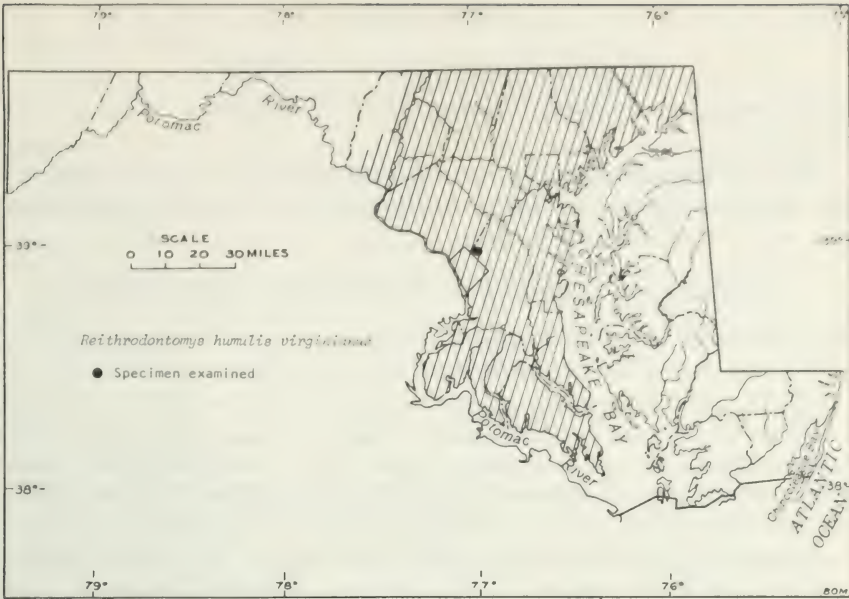 79° 78° 77° 76°
Potomac River
39°
SCALE
0 10 20 30 MILES
CHESAPEAKE BAY
Reithrodontomys humulis
● Specimen examined
Potomac River
38° 38°
ATLANTIC OCEAN
79° 78° 77° 76°